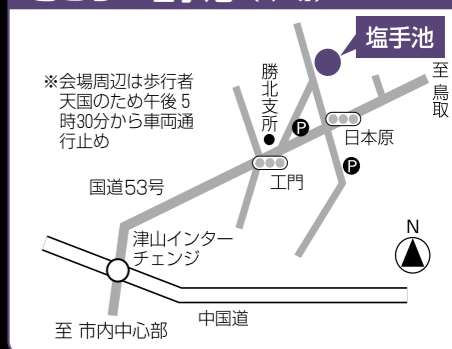 塩手池
※会場周辺は歩行者
天国のため午後5
時30分から車両通
行止め
勝北支所
至 鳥取
P
日本原
P
工門
国道53号
津山インター
チェンジ
N
中国道
至 市内中心部